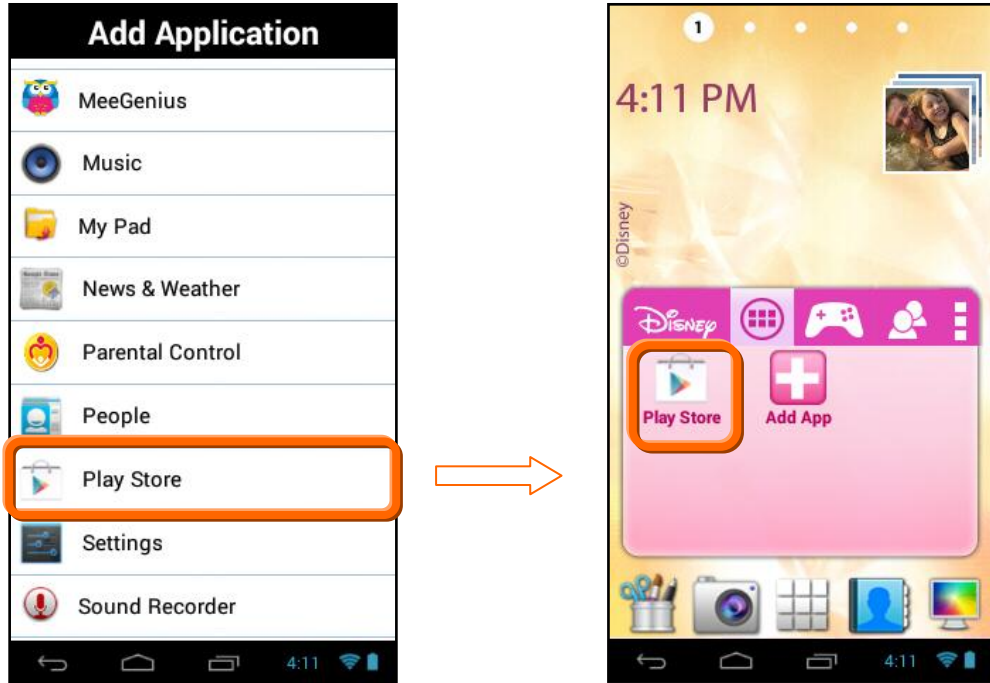 Add Application
MeeGenius
Music
My Pad
News & Weather
Parental Control
People
Play Store
Settings
Sound Recorder
4:11
1
4:11 PM
©Disney
Disney
Play Store
Add App
4:11